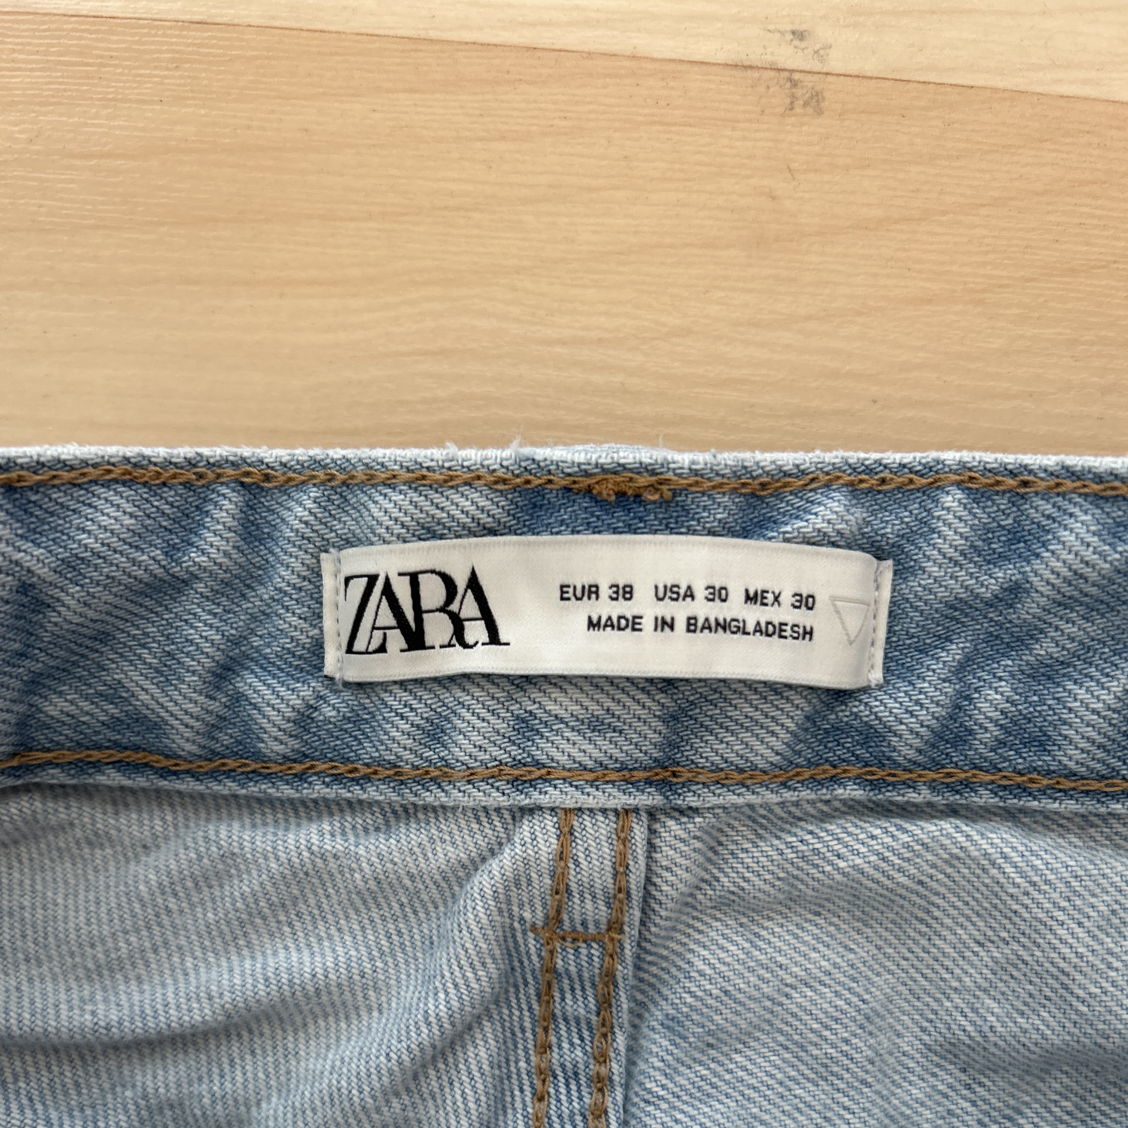 ZARA
EUR 38 USA 30 MEX 30
MADE IN BANGLADESH